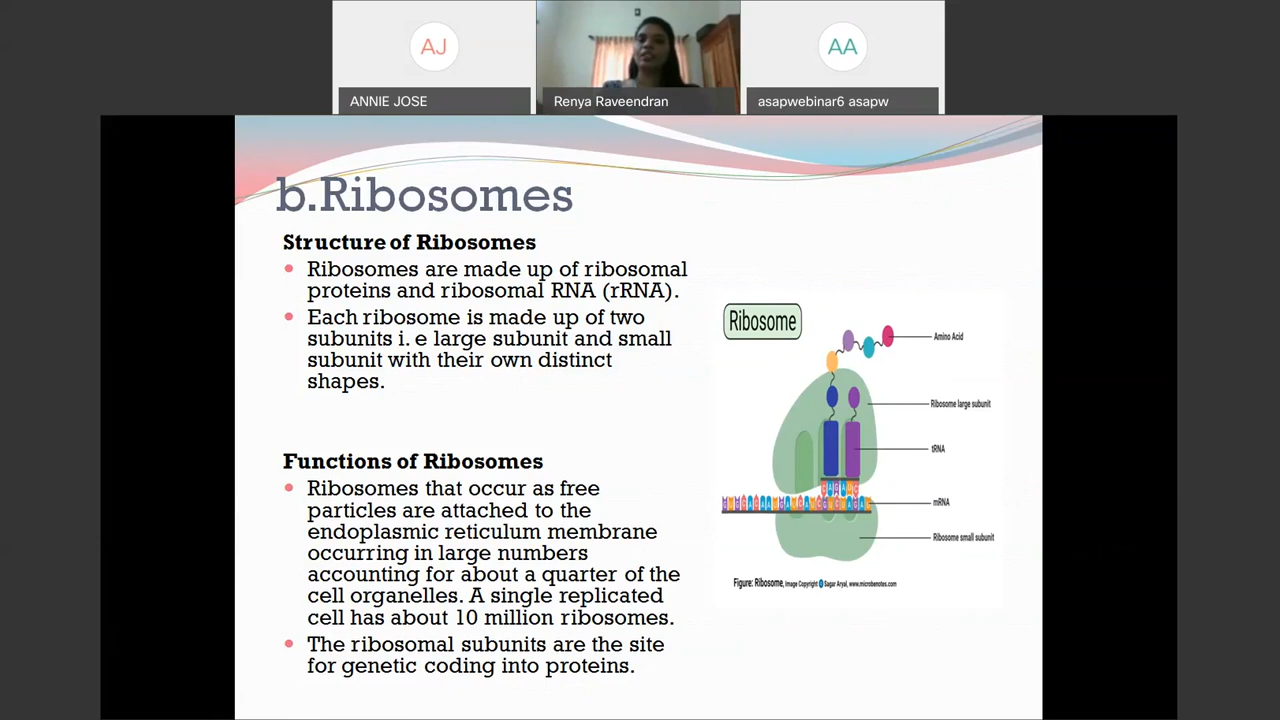 AJ
AA
ANNIE JOSE
Renya Raveendran
asapwebinar6 asapw
b.Ribosomes
Structure of Ribosomes
Ribosomes are made up of ribosomal
proteins and ribosomal RNA (rRNA).
Each ribosome is made up of two
subunits i. e large subunit and small
subunit with their own distinct
shapes.
Functions of Ribosomes
Ribosomes that occur as free
particles are attached to the
endoplasmic reticulum membrane
occurring in large numbers
accounting for about a quarter of the
cell organelles. A single replicated
cell has about 10 million ribosomes.
The ribosomal subunits are the site
for genetic coding into proteins.
Ribosome
Amino Acid
Ribosome large subunit
tRNA
mRNA
Ribosome small subunit
Figure: Ribosome, Image Copyright Sagar Aryal, www.microbenotes.com